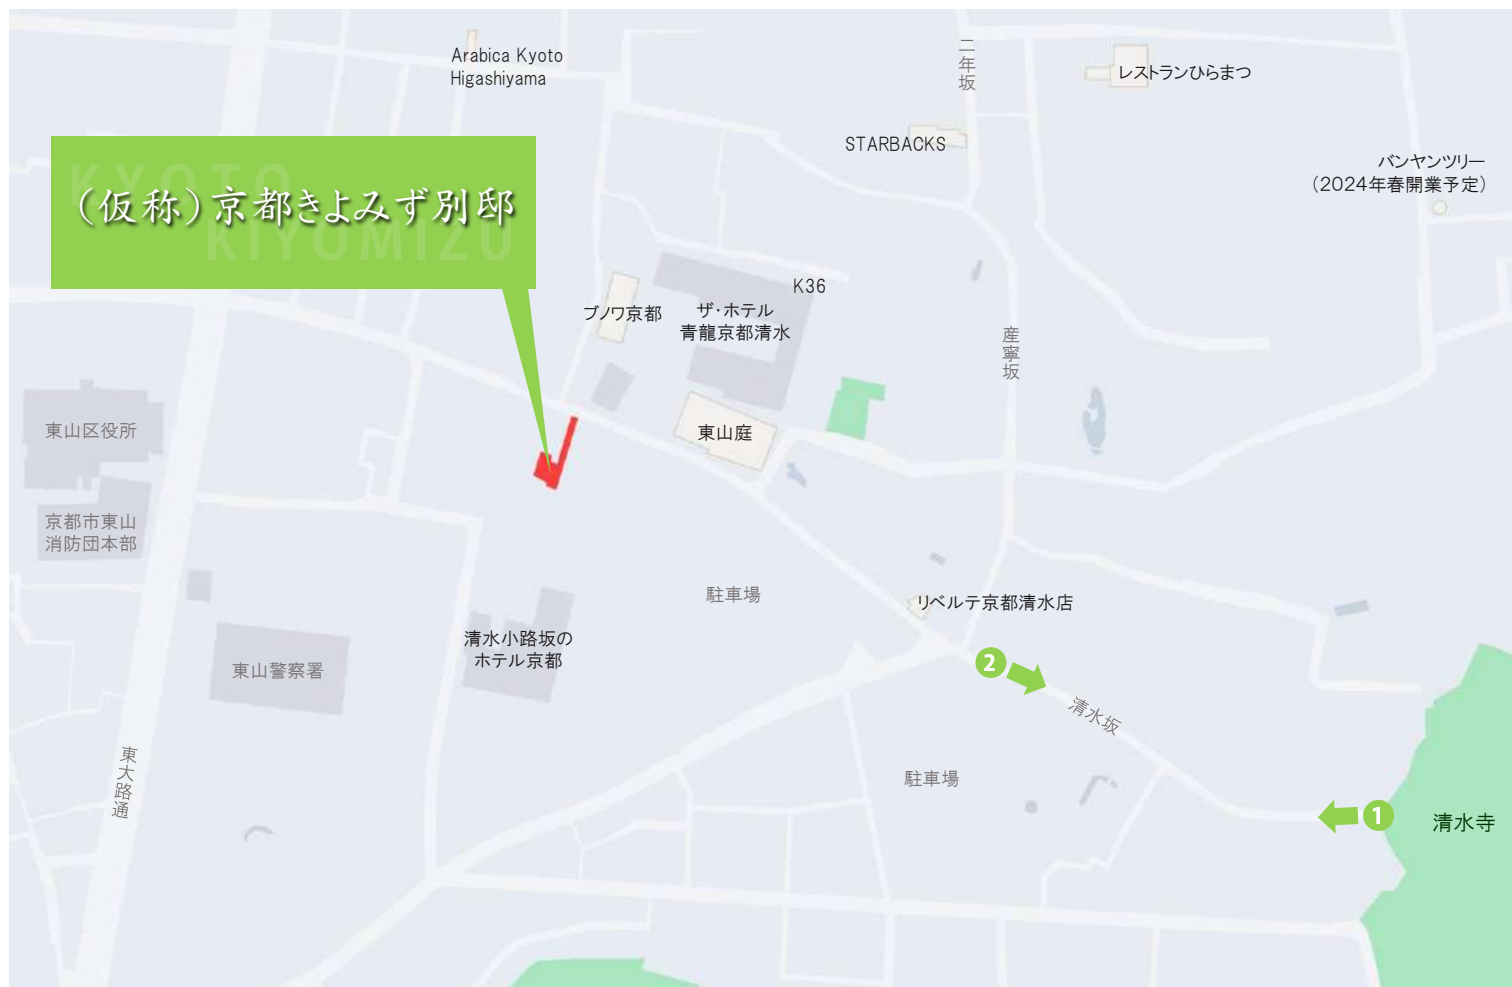 Arabica Kyoto
Higashiyama
二年坂
レストランひらまつ
STARBACKS
バンヤンツリー
（2024年春開業予定）
KYOTO
（仮称）京都きよみず別邸
KIYOMIZU
K36
ブノワ京都
ザ・ホテル
青龍京都清水
産寧坂
東山区役所
東山庭
京都市東山
消防団本部
駐車場
リベルテ京都清水店
清水小路坂の
ホテル京都
東山警察署
2
清水坂
東大路通
駐車場
1
清水寺